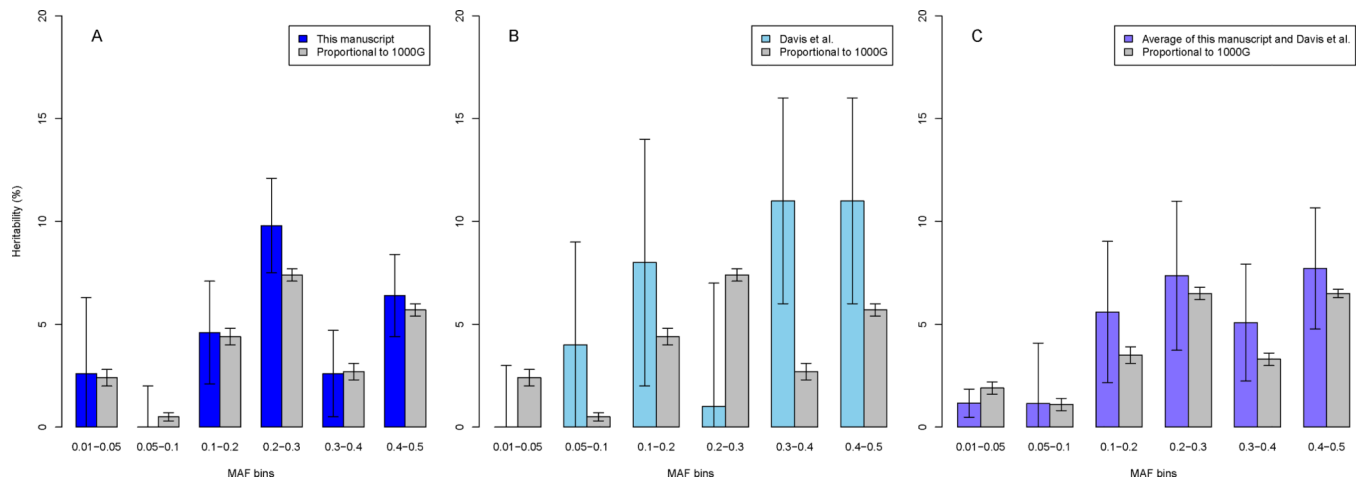 A
This manuscript
Proportional to 1000G
Heritability (%)
20
15
10
5
0
0.01−0.05 0.05−0.1 0.1−0.2 0.2−0.3 0.3−0.4 0.4−0.5
MAF bins
B
Davis et al.
Proportional to 1000G
20
15
10
5
0
0.01−0.05 0.05−0.1 0.1−0.2 0.2−0.3 0.3−0.4 0.4−0.5
MAF bins
C
Average of this manuscript and Davis et al.
Proportional to 1000G
20
15
10
5
0
0.01−0.05 0.05−0.1 0.1−0.2 0.2−0.3 0.3−0.4 0.4−0.5
MAF bins